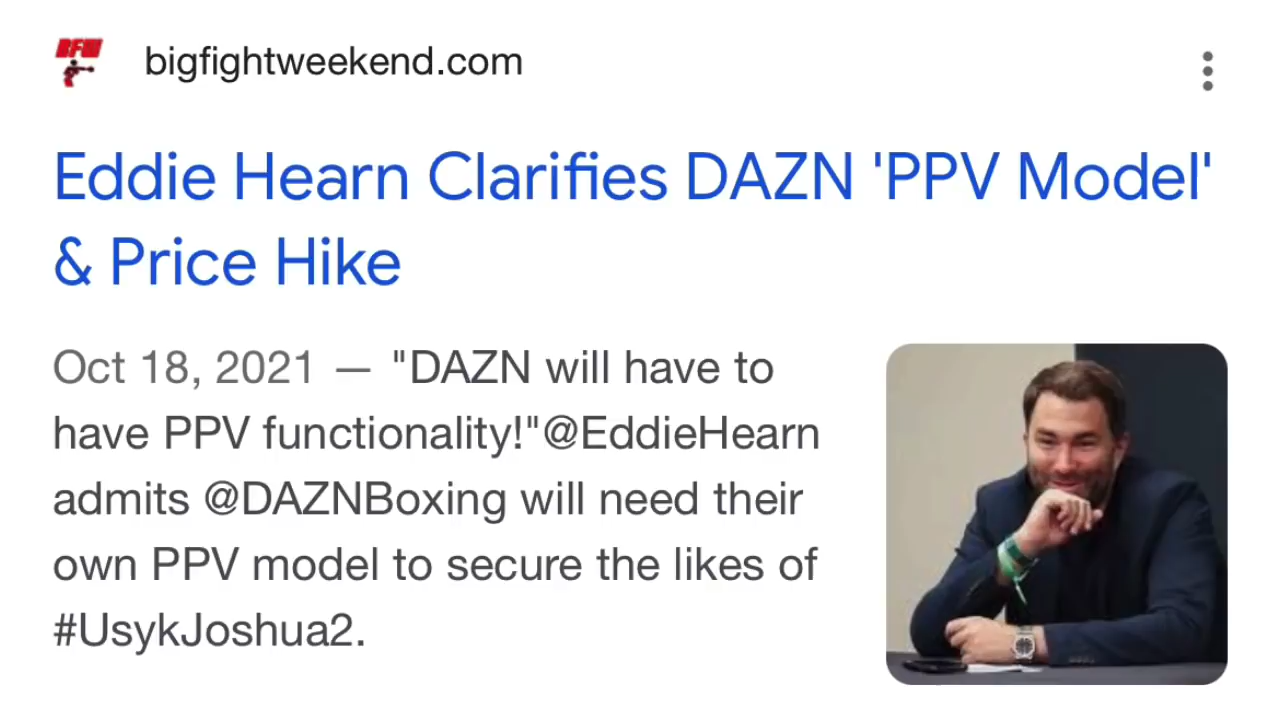 BFW
bigfightweekend.com
Eddie Hearn Clarifies DAZN 'PPV Model'
& Price Hike
Oct 18, 2021 — "DAZN will have to
have PPV functionality!"@EddieHearn
admits @DAZNBoxing will need their
own PPV model to secure the likes of
#UsykJoshua2.